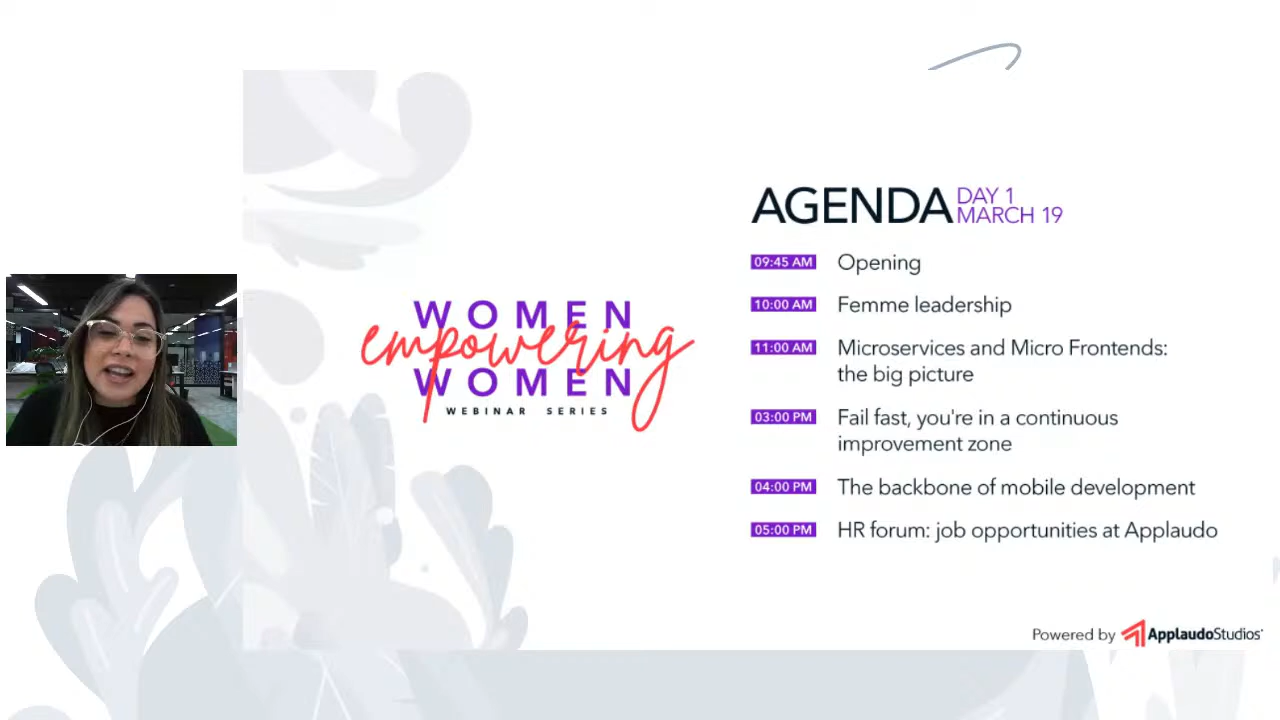 WOMEN
empowering
WOMEN
WEBINAR SERIES
AGENDA DAY 1
MARCH 19
09:45 AM Opening
10:00 AM Femme leadership
11:00 AM Microservices and Micro Frontends:
the big picture
03:00 PM Fail fast, you're in a continuous
improvement zone
04:00 PM The backbone of mobile development
05:00 PM HR forum: job opportunities at Applaudo
Powered by ApplaudoStudios